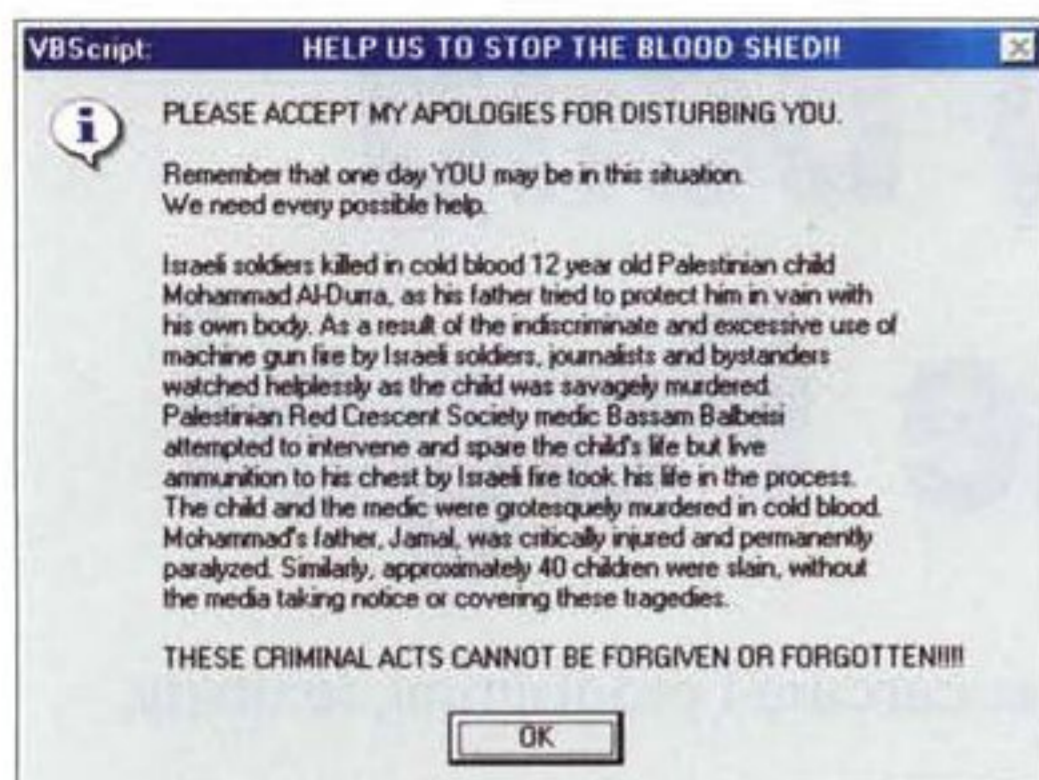 VBScript: HELP US TO STOP THE BLOOD SHED!!
PLEASE ACCEPT MY APOLOGIES FOR DISTURBING YOU.
Remember that one day YOU may be in this situation.
We need every possible help.
Israeli soldiers killed in cold blood 12 year old Palestinian child
Mohammad Al-Durra, as his father tried to protect him in vain with
his own body. As a result of the indiscriminate and excessive use of
machine gun fire by Israeli soldiers, journalists and bystanders
watched helplessly as the child was savagely murdered.
Palestinian Red Crescent Society medic Bassam Balbeisi
attempted to intervene and spare the child's life but live
ammunition to his chest by Israeli fire took his life in the process.
The child and the medic were grotesquely murdered in cold blood.
Mohammad's father, Jamal, was critically injured and permanently
paralyzed. Similarly, approximately 40 children were slain, without
the media taking notice or covering these tragedies.
THESE CRIMINAL ACTS CANNOT BE FORGIVEN OR FORGOTTEN!!!!
OK